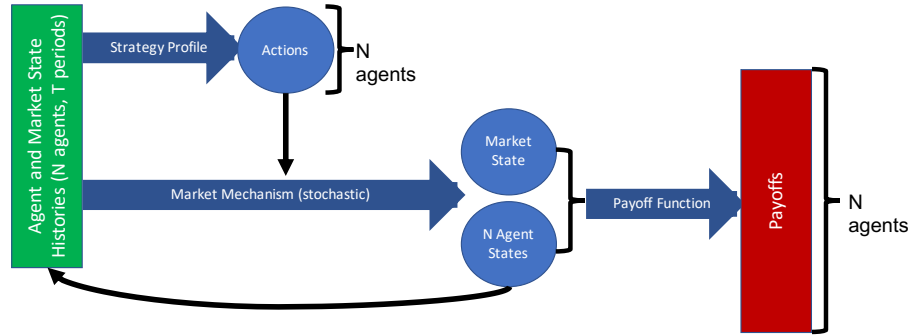 Agent and Market State
Histories (N agents, T periods)
Strategy Profile
Actions
N
agents
Market Mechanism (stochastic)
Market
State
N Agent
States
Payoff Function
Payoffs
N
agents